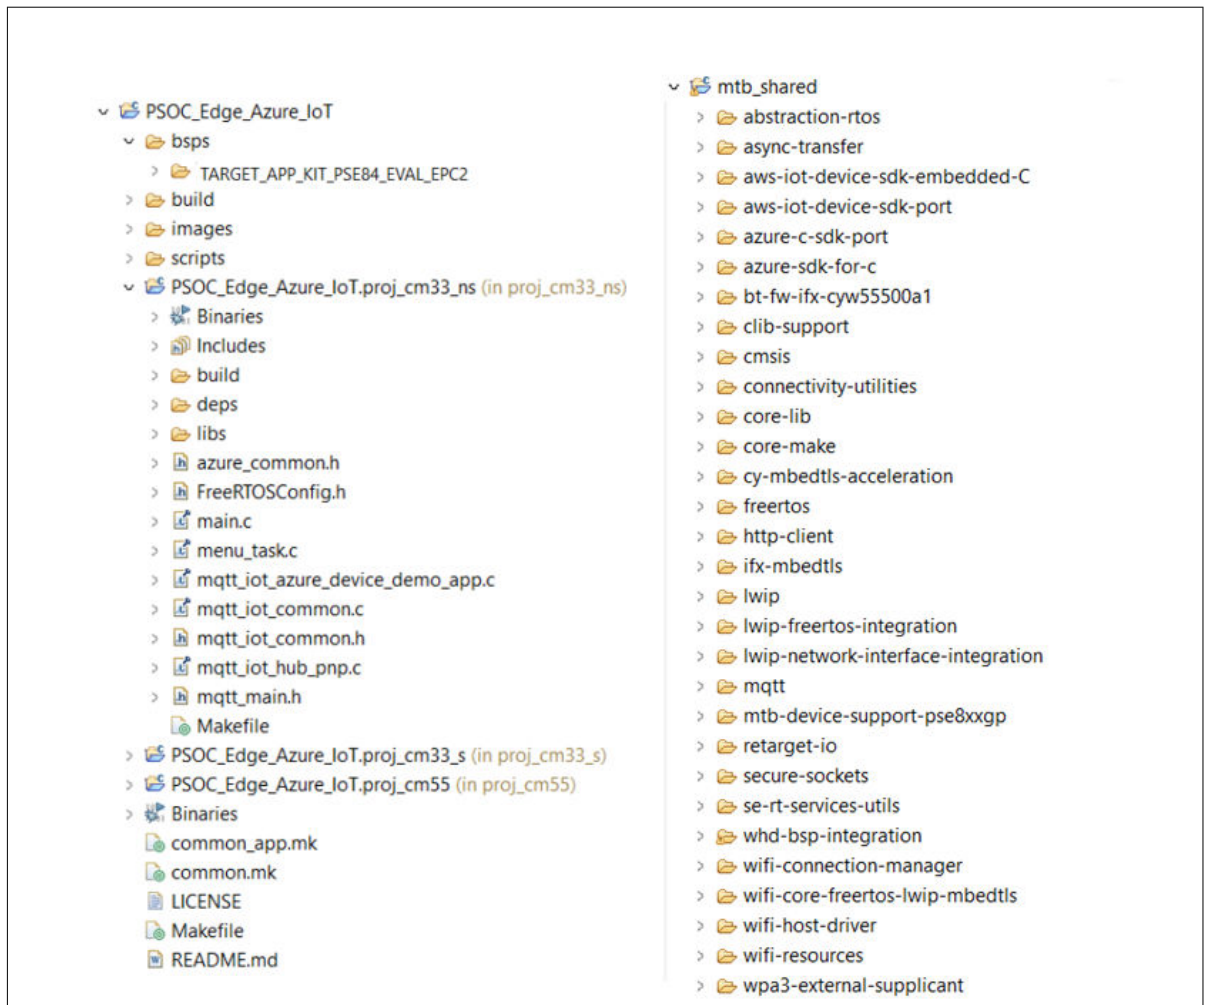 PSOC_Edge_Azure_IoT
bsps
TARGET_APP_KIT_PSE84_EVAL_EPC2
build
images
scripts
PSOC_Edge_Azure_IoT.proj_cm33_ns (in proj_cm33_ns)
Binaries
Includes
build
deps
libs
azure_common.h
FreeRTOSConfig.h
main.c
menu_task.c
mqtt_iot_azure_device_demo_app.c
mqtt_iot_common.c
mqtt_iot_common.h
mqtt_iot_hub_pnp.c
mqtt_main.h
Makefile
PSOC_Edge_Azure_IoT.proj_cm33_s (in proj_cm33_s)
PSOC_Edge_Azure_IoT.proj_cm55 (in proj_cm55)
Binaries
common_app.mk
common.mk
LICENSE
Makefile
README.md
mtb_shared
abstraction-rtos
async-transfer
aws-iot-device-sdk-embedded-C
aws-iot-device-sdk-port
azure-c-sdk-port
azure-sdk-for-c
bt-fw-ifx-cyw55500a1
clib-support
cmsis
connectivity-utilities
core-lib
core-make
cy-mbedtls-acceleration
freertos
http-client
ifx-mbedtls
lwip
lwip-freertos-integration
lwip-network-interface-integration
mqtt
mtb-device-support-pse8xxgp
retarget-io
secure-sockets
se-rt-services-utils
whd-bsp-integration
wifi-connection-manager
wifi-core-freertos-lwip-mbedtls
wifi-host-driver
wifi-resources
wpa3-external-supplicant